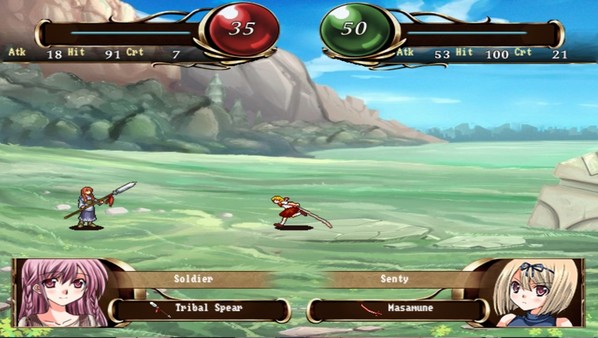 35 50
Atk 18 Hit 91 Crt 7 Atk 53 Hit 100 Crt 21
Soldier Senty
Tribal Spear Masamune